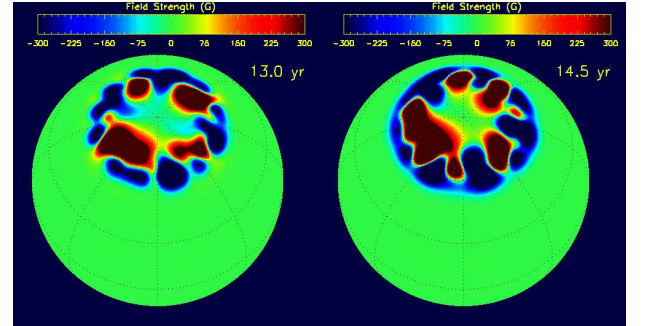 Field Strength (G)
-300 -225 -150 -75 0 75 150 225 300
13.0 yr
Field Strength (G)
-300 -225 -150 -75 0 76 150 225 300
14.5 yr